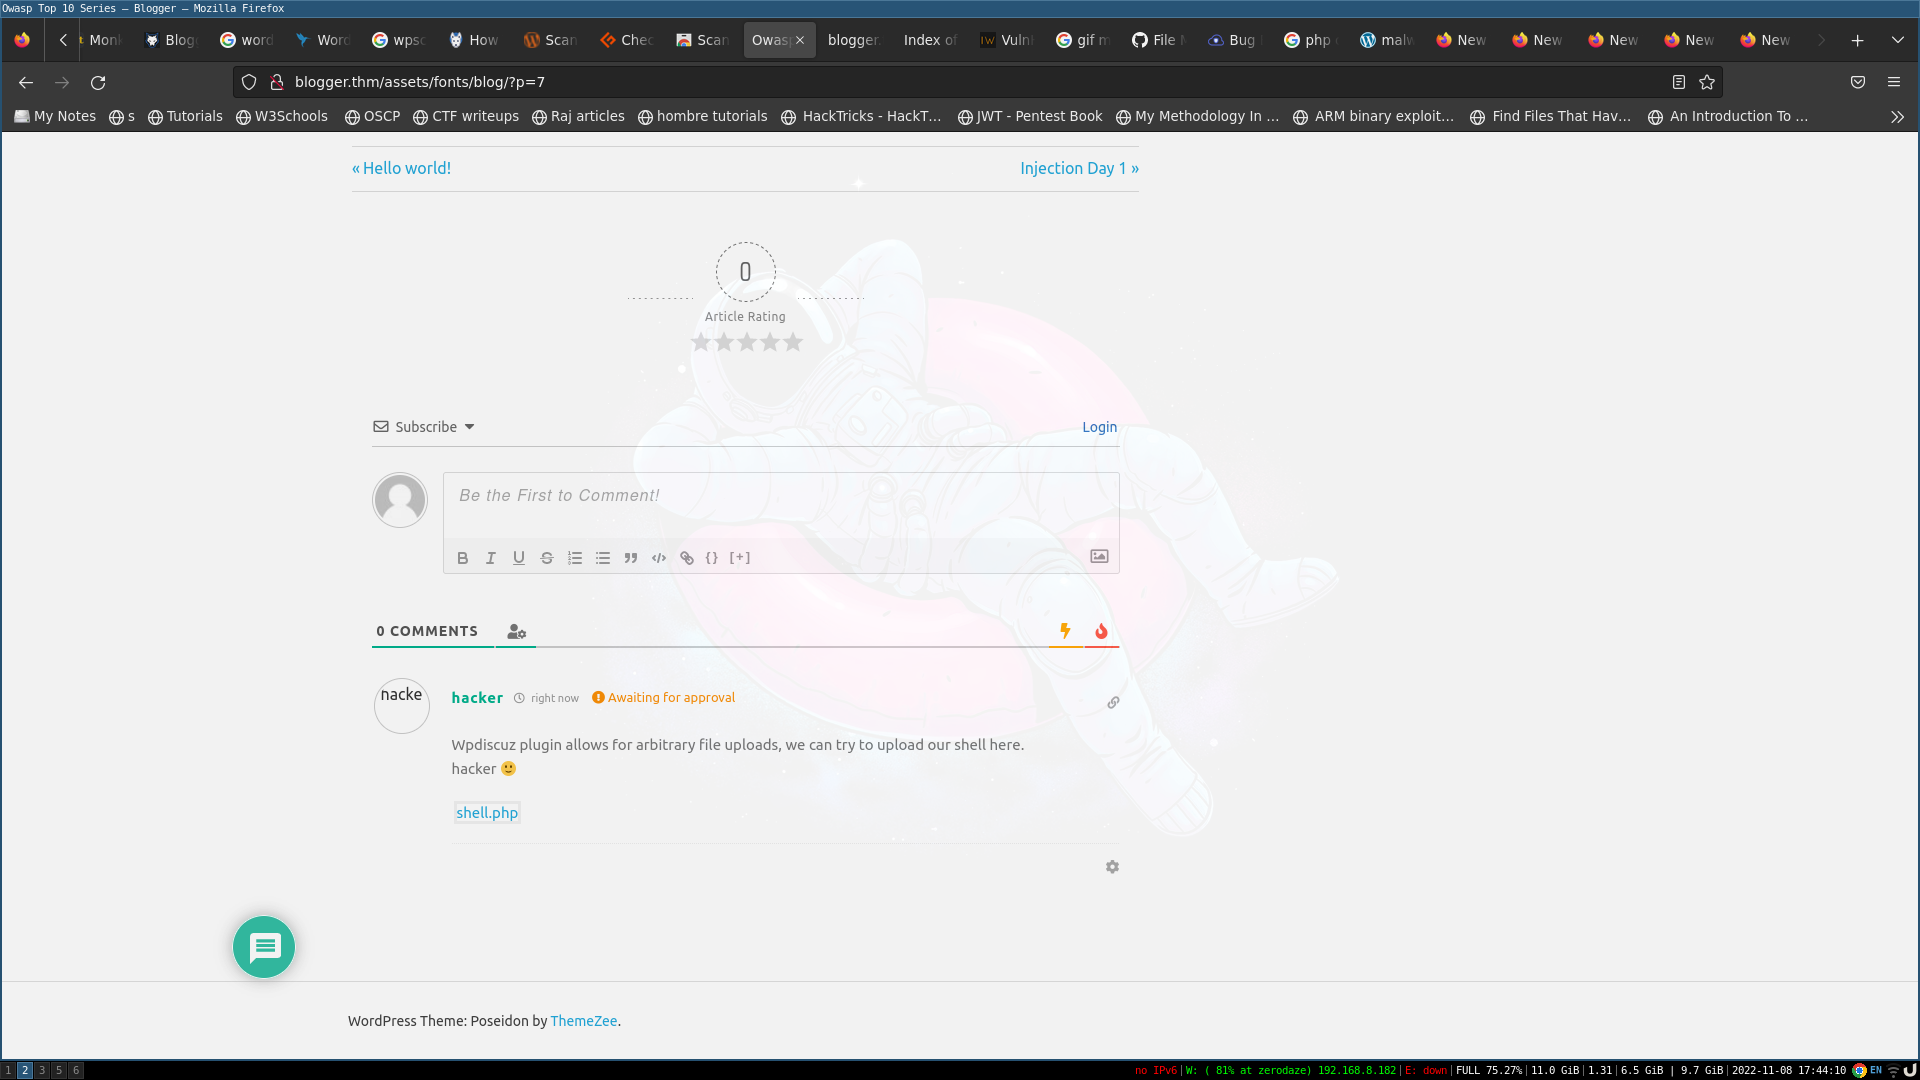 Owasp Top 10 Series – Blogger — Mozilla Firefox
Monk Blog word Word wpsc How Scan Chec Scan Owasp blogger. Index of Vuln gif m File Bug php malw New New New New New
blogger.thm/assets/fonts/blog/?p=7
My Notes s Tutorials W3Schools OSCP CTF writeups Raj articles hombre tutorials HackTricks - HackT… JWT - Pentest Book My Methodology In … ARM binary exploit… Find Files That Hav… An Introduction To …
« Hello world! Injection Day 1 »
0
Article Rating
Subscribe Login
Be the First to Comment!
B I U S {} [+]
0 COMMENTS
nacke hacker right now Awaiting for approval
Wpdiscuz plugin allows for arbitrary file uploads, we can try to upload our shell here.
hacker 🙂
shell.php
WordPress Theme: Poseidon by ThemeZee.
1 2 3 5 6 no IPv6|W: ( 81% at zerodaze) 192.168.8.182|E: down|FULL 75.27%|11.0 GiB|1.31|6.5 GiB | 9.7 GiB|2022-11-08 17:44:10 EN